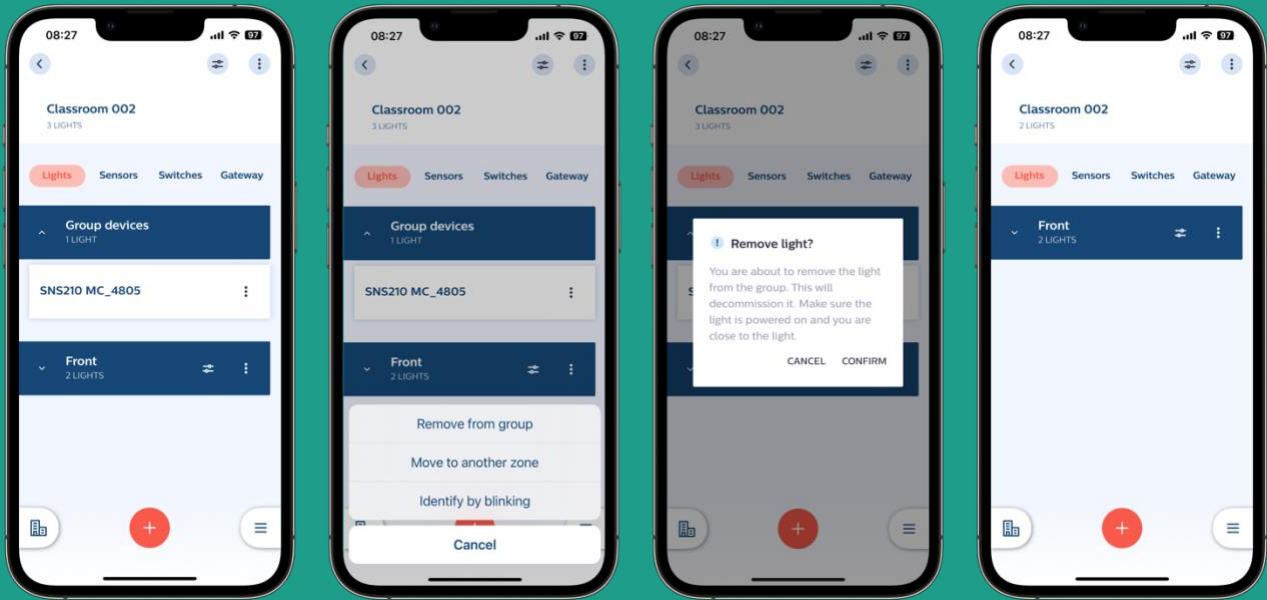 08:27
97
Classroom 002
3 LIGHTS
Lights Sensors Switches Gateway
Group devices
1 LIGHT
SNS210 MC_4805
Front
2 LIGHTS
08:27
97
Classroom 002
3 LIGHTS
Lights Sensors Switches Gateway
Group devices
1 LIGHT
SNS210 MC_4805
Front
2 LIGHTS
Remove from group
Move to another zone
Identify by blinking
Cancel
08:27
97
Classroom 002
3 LIGHTS
Lights Sensors Switches Gateway
Remove light?
You are about to remove the light
from the group. This will
decommission it. Make sure the
light is powered on and you are
close to the light.
CANCEL CONFIRM
08:27
97
Classroom 002
2 LIGHTS
Lights Sensors Switches Gateway
Front
2 LIGHTS